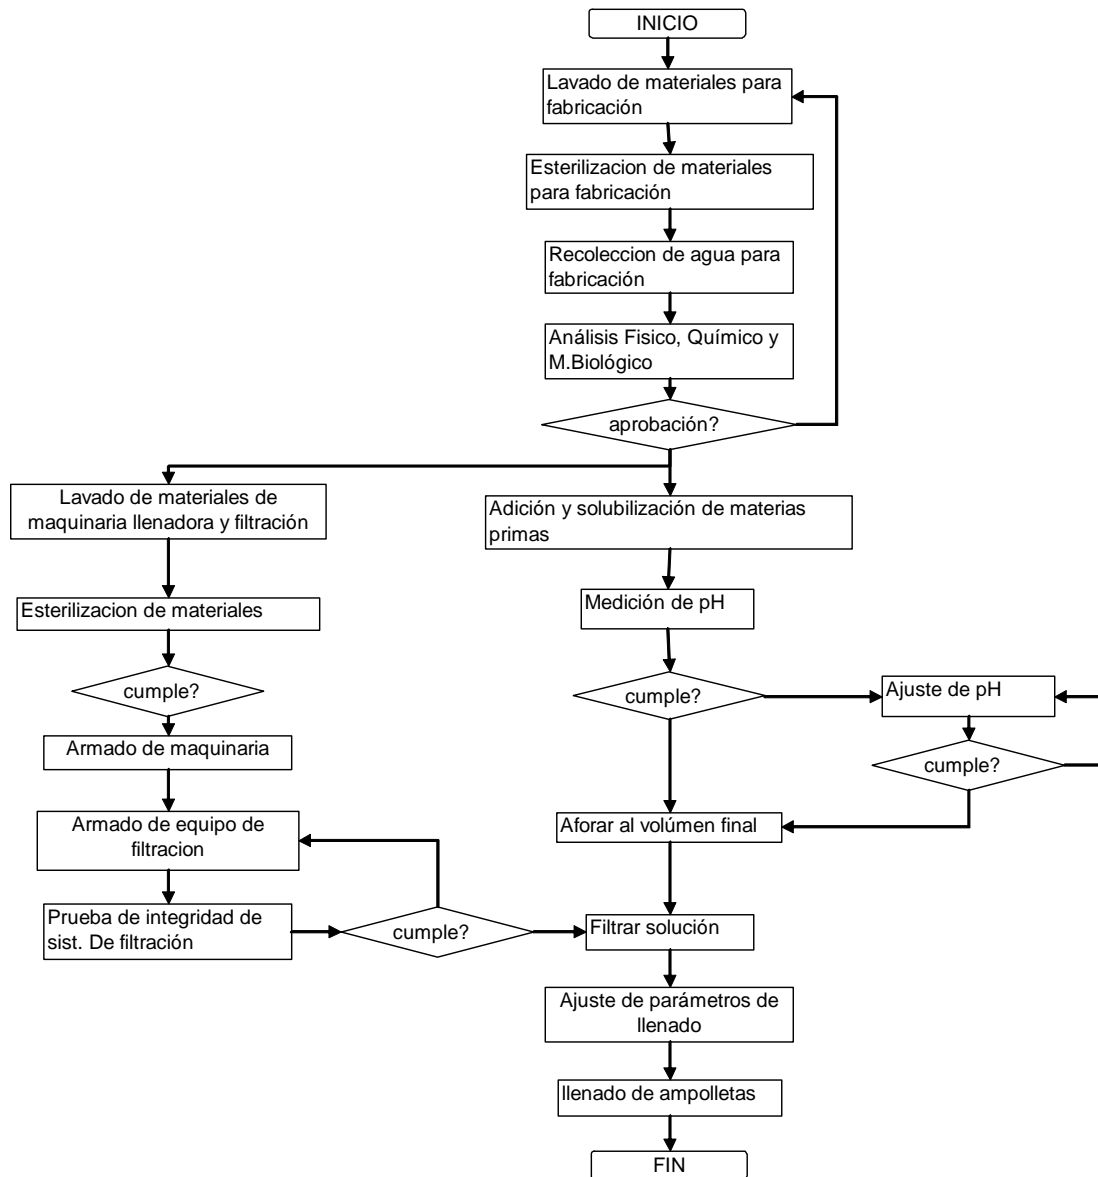 INICIO
Lavado de materiales para
fabricación
Esterilizacion de materiales
para fabricación
Recoleccion de agua para
fabricación
Análisis Fisico, Químico y
M.Biológico
aprobación?
Lavado de materiales de
maquinaria llenadora y filtración
Adición y solubilización de materias
primas
Esterilizacion de materiales
Medición de pH
cumple?
cumple?
Ajuste de pH
Armado de maquinaria
cumple?
Armado de equipo de
filtracion
Aforar al volúmen final
Prueba de integridad de
sist. De filtración
cumple?
Filtrar solución
Ajuste de parámetros de
llenado
llenado de ampolletas
FIN